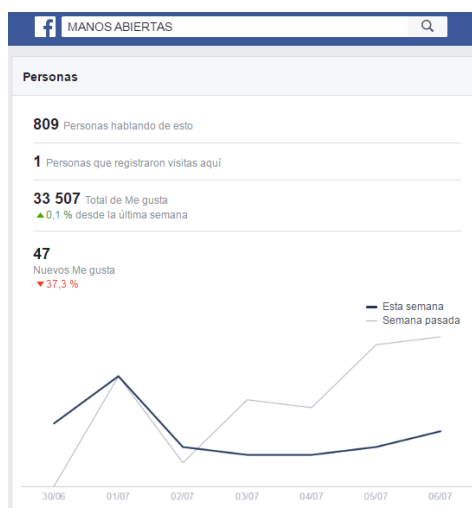 MANOS ABIERTAS
Personas
809 Personas hablando de esto
1 Personas que registraron visitas aquí
33 507 Total de Me gusta
▲0,1 % desde la última semana
47
Nuevos Me gusta
▼37,3 %
Esta semana
Semana pasada
30/06 01/07 02/07 03/07 04/07 05/07 06/07